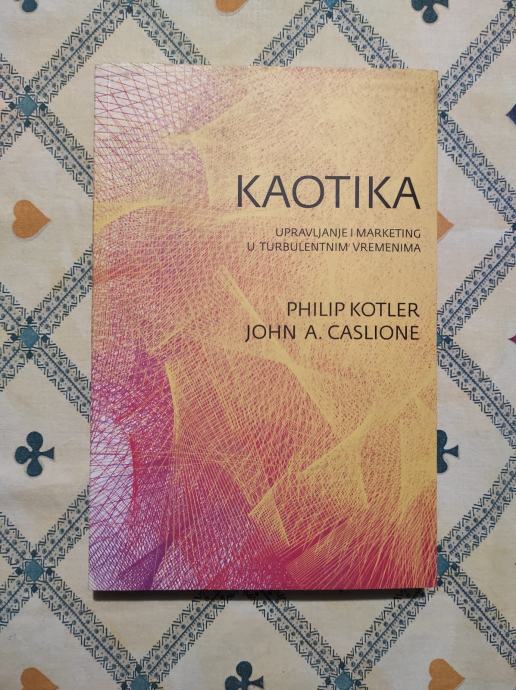 KAOTIKA
UPRAVLJANJE I MARKETING
U TURBULENTNIM VREMENIMA
PHILIP KOTLER
JOHN A. CASLIONE